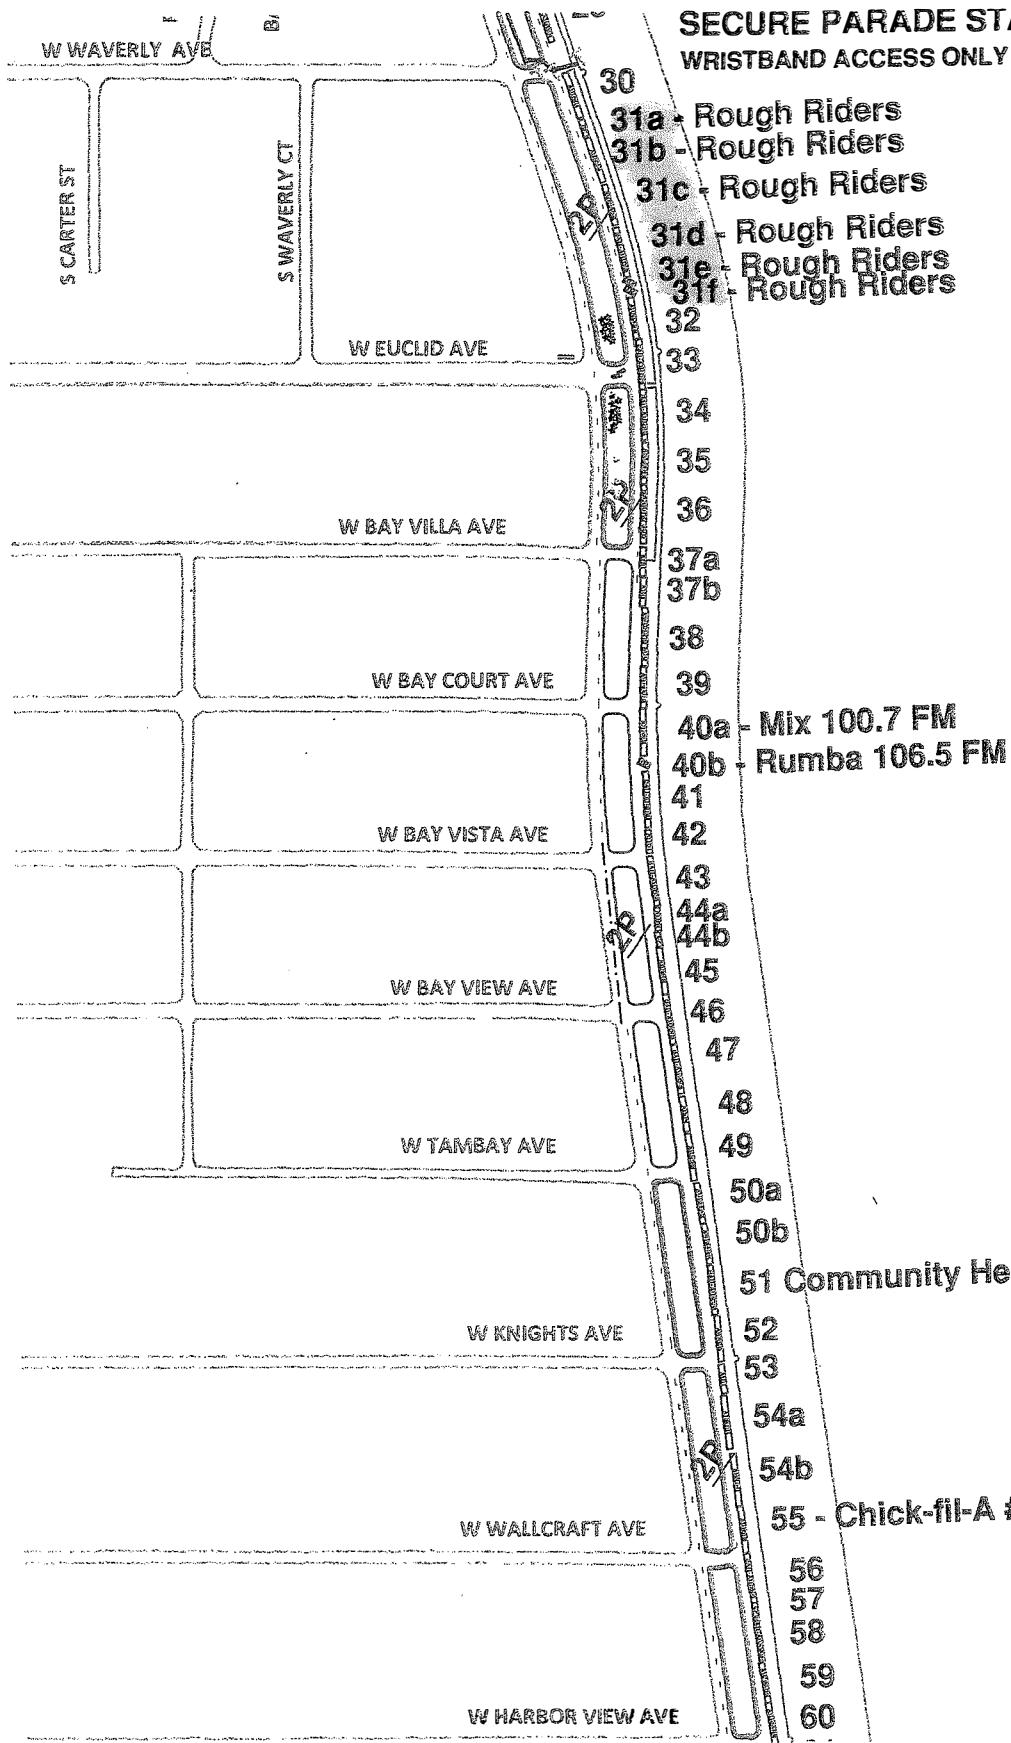 SECURE PARADE
WRISTBAND ACCESS ONLY
W WAVERLY AVE
30
31a - Rough Riders
31b - Rough Riders
S CARTER ST
S WAVERLY CT
31c - Rough Riders
2P
31d - Rough Riders
31e - Rough Riders
31f - Rough Riders
32
W EUCLID AVE
33
34
35
2P
36
W BAY VILLA AVE
37a
37b
38
W BAY COURT AVE
39
40a - Mix 100.7 FM
40b - Rumba 106.5 FM
41
W BAY VISTA AVE
42
43
44a
2P
44b
45
W BAY VIEW AVE
46
47
48
W TAMBAY AVE
49
50a
50b
51 Community
W KNIGHTS AVE
52
53
54a
2P
54b
55 - Chick-fil-A
W WALLCRAFT AVE
56
57
58
59
W HARBOR VIEW AVE
60